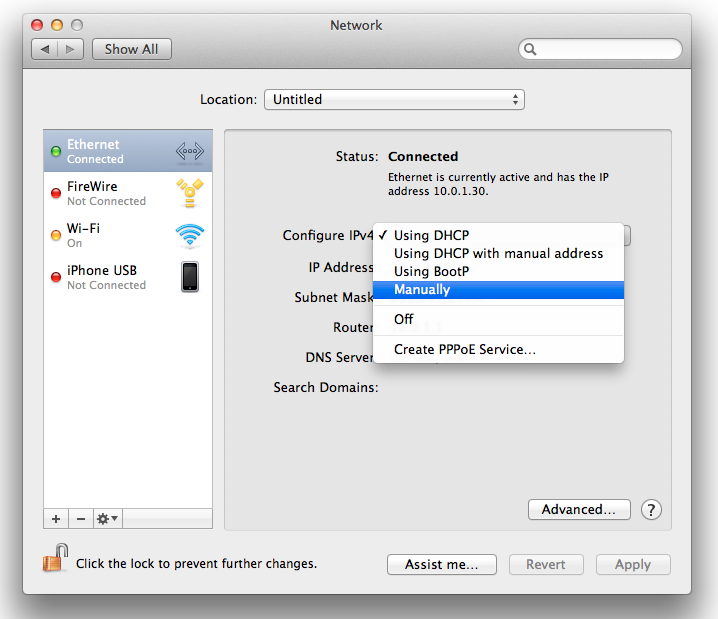 Network
Show All
Location: Untitled
Ethernet
Connected
FireWire
Not Connected
Wi-Fi
On
iPhone USB
Not Connected
Status: Connected
Ethernet is currently active and has the IP
address 10.0.1.30.
Configure IPv4 ✓ Using DHCP
Using DHCP with manual address
Using BootP
Manually
Off
Create PPPoE Service...
IP Address
Subnet Mask
Router
DNS Server
Search Domains:
Advanced...
?
Click the lock to prevent further changes.
Assist me...
Revert
Apply